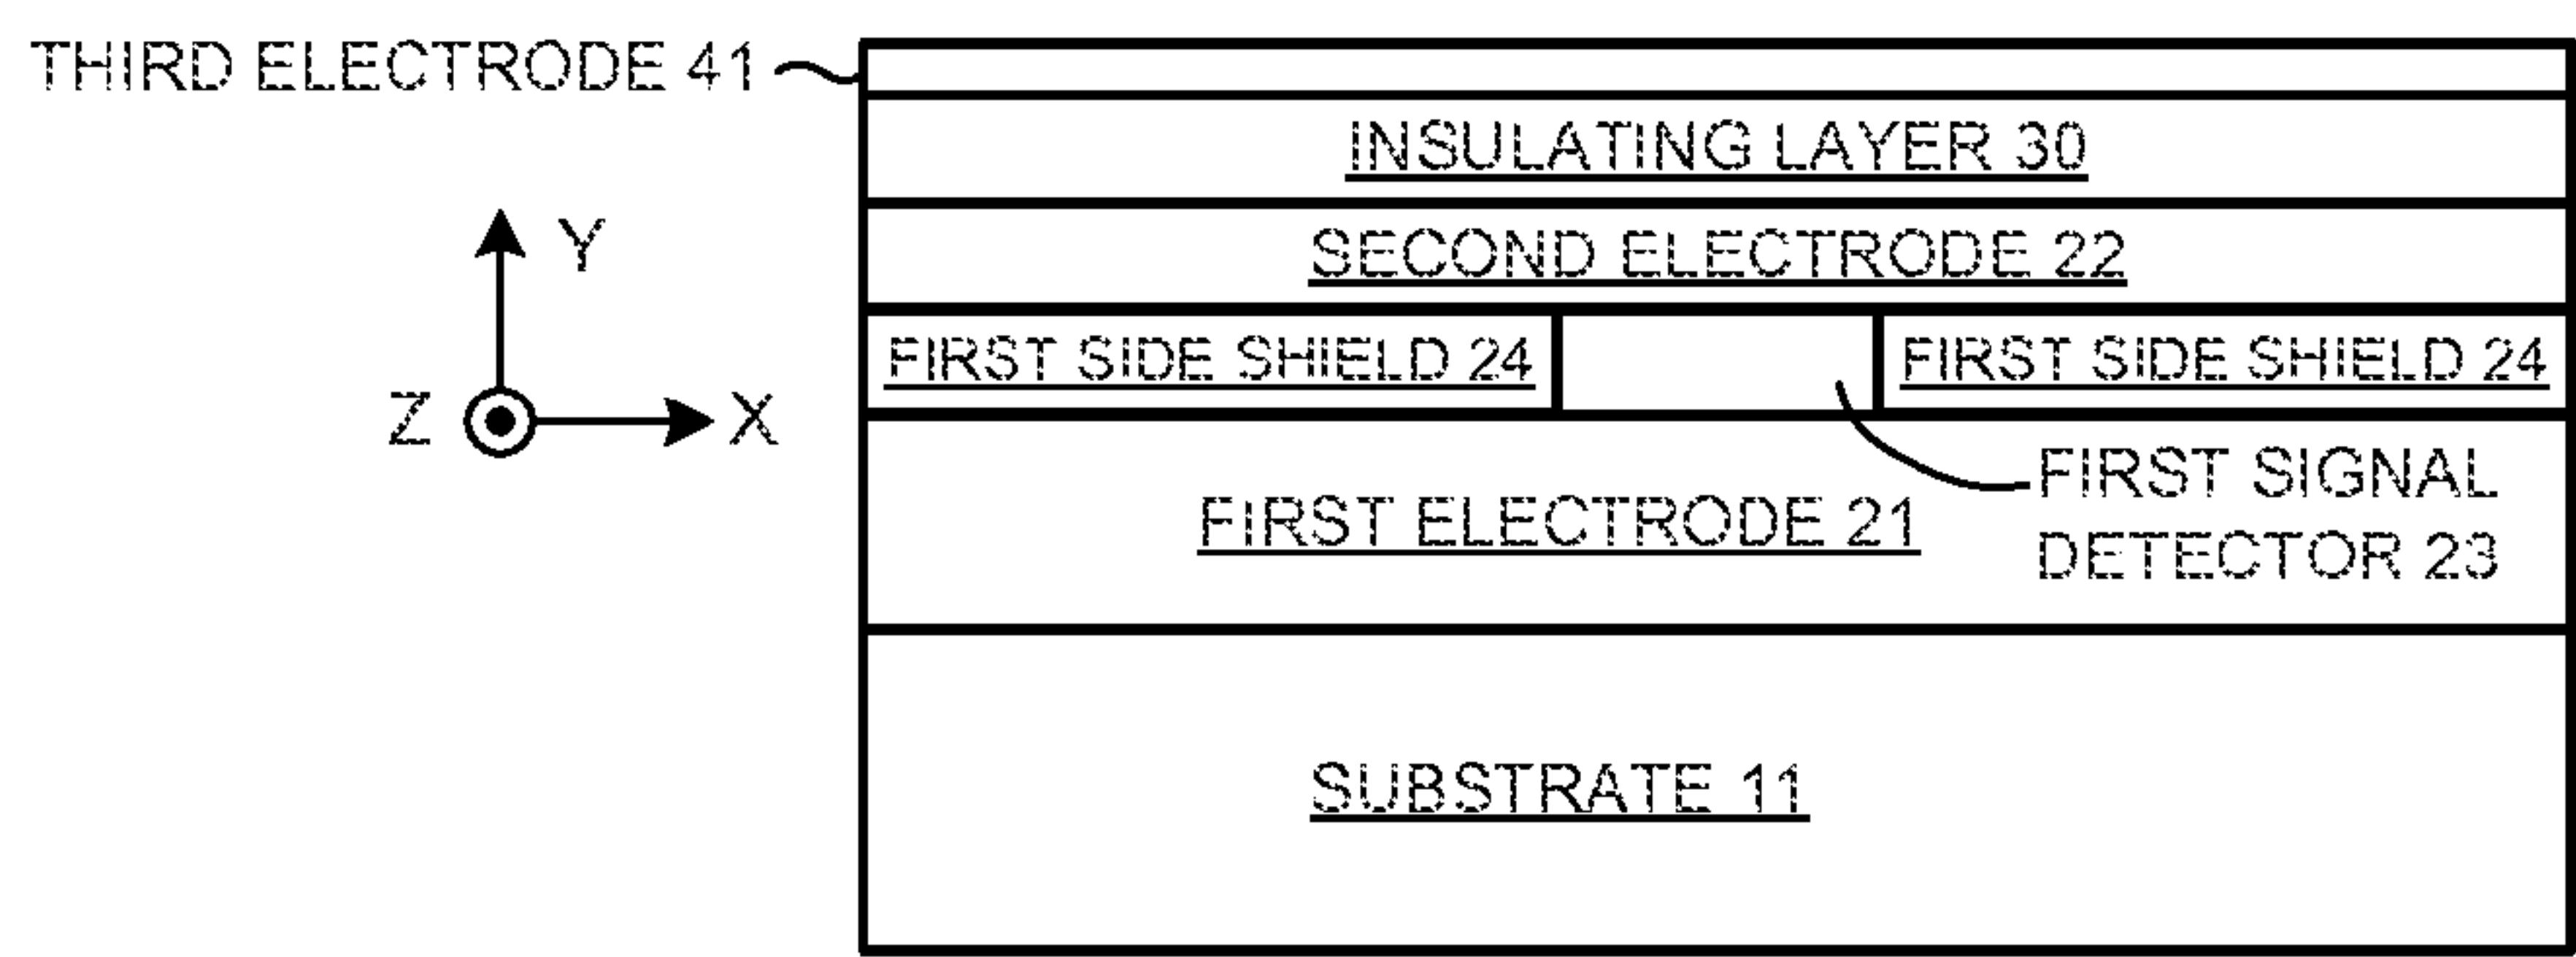 THIRD ELECTRODE 41
INSULATING LAYER 30
Y
SECOND ELECTRODE 22
FIRST SIDE SHIELD 24
FIRST SIDE SHIELD 24
Z
X
FIRST SIGNAL
DETECTOR 23
FIRST ELECTRODE 21
SUBSTRATE 11